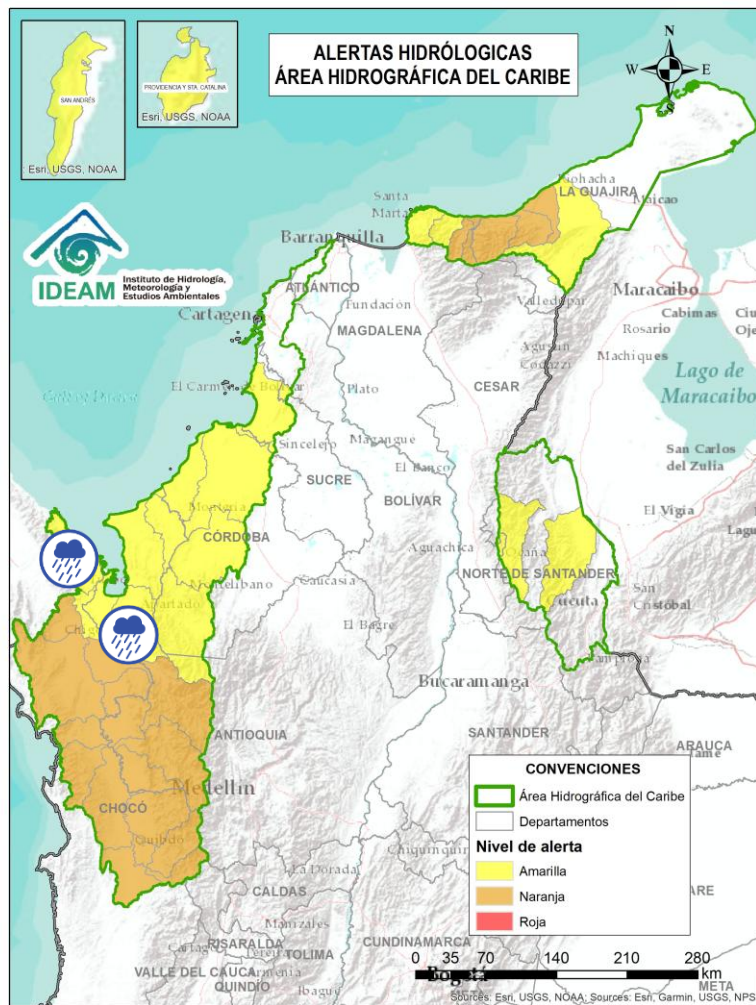 ALERTAS HIDRÓLOGICAS
ÁREA HIDROGRÁFICA DEL CARIBE
N
W E
S
SAN ANDRÉS
Esri, USGS, NOAA
PROVIDENCIA Y STA. CATALINA
Esri, USGS, NOAA
IDEAM
Instituto de Hidrología,
Meteorología y
Estudios Ambientales
LA GUAJIRA
Maicao
Santa
Marta
Barranquilla
ATLÁNTICO
Fundación
Valledupar
Maracaibo
Cartagena
MAGDALENA
Rosario
Cabimas
Machiques
Agustín
Codazzi
CESAR
Lago de
Maracaibo
El Carmen de Bolívar
Plato
Sincelejo
Magangué
San Carlos
del Zulia
SUCRE
El Banco
BOLÍVAR
Montería
CÓRDOBA
El Vigía
Aguachica
Ocaña
NORTE DE SANTANDER
Montelíbano
Caucasia
Apartadó
Cúcuta
San
Cristóbal
El Bagre
Pamplona
Bucaramanga
ANTIOQUIA
SANTANDER
ARAUCA
Medellín
CHOCÓ
Quibdó
CONVENCIONES
Área Hidrográfica del Caribe
Departamentos
Nivel de alerta
Amarilla
Naranja
Roja
La Dorada
CALDAS
Manizales
RISARALDA
TOLIMA
CUNDINAMARCA
VALLE DEL CAUCA
Armenia
QUINDÍO
Ibagué
Bogotá
META
0 35 70 140 210 280
km
Sources: Esri, USGS, NOAA; Sources: Esri, Garmin, USGS, NPS